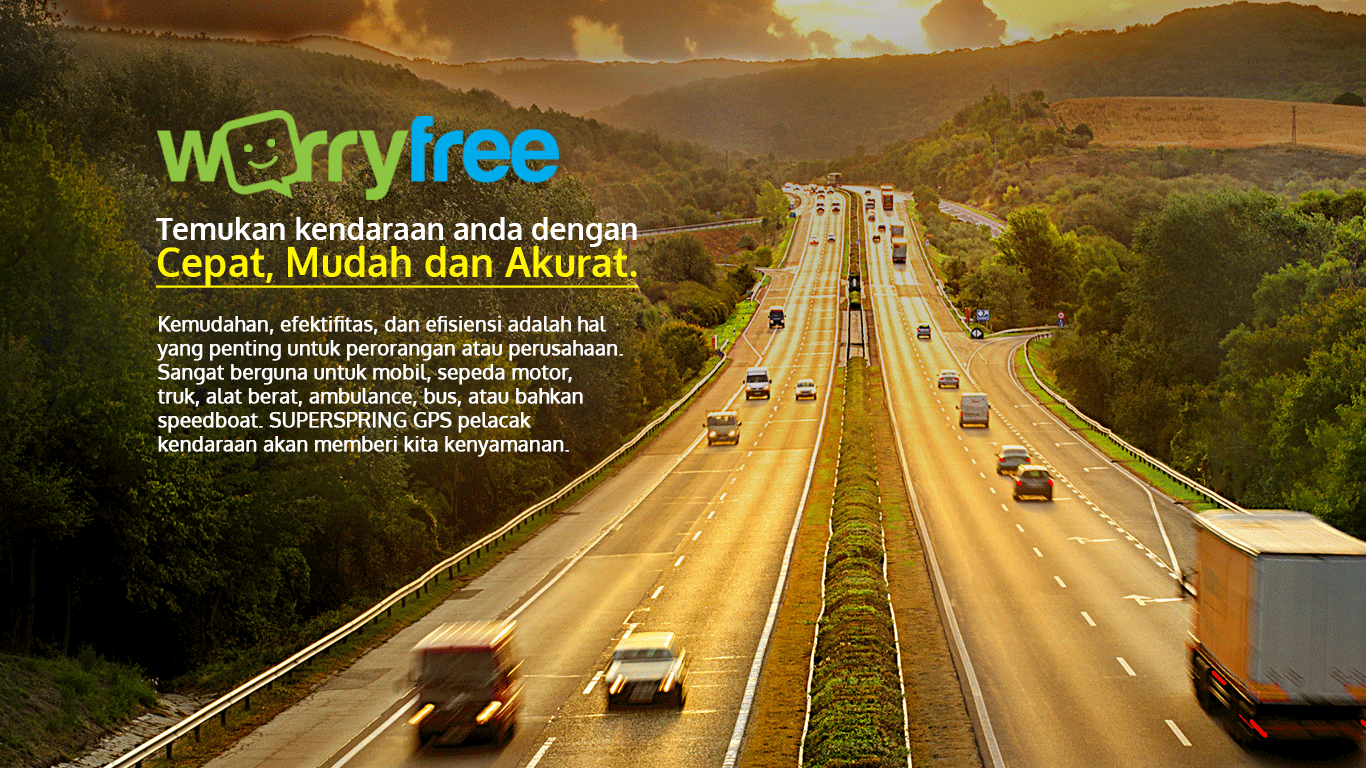 worryfree
Temukan kendaraan anda dengan
Cepat, Mudah dan Akurat.
Kemudahan, efektifitas, dan efisiensi adalah hal
yang penting untuk perorangan atau perusahaan.
Sangat berguna untuk mobil, sepeda motor,
truk, alat berat, ambulance, bus, atau bahkan
speedboat. SUPERSPRING GPS pelacak
kendaraan akan memberi kita kenyamanan.